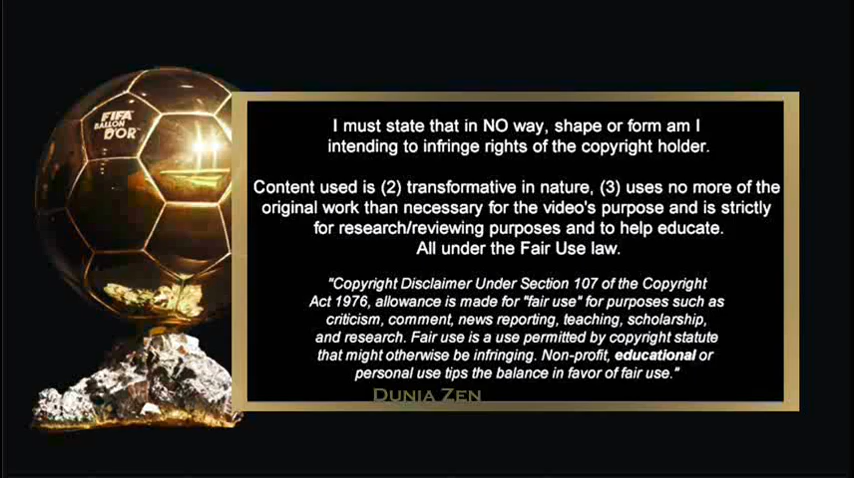 FIFA
BALLON
D'OR
I must state that in NO way, shape or form am I
intending to infringe rights of the copyright holder.
Content used is (2) transformative in nature, (3) uses no more of the
original work than necessary for the video's purpose and is strictly
for research/reviewing purposes and to help educate.
All under the Fair Use law.
"Copyright Disclaimer Under Section 107 of the Copyright
Act 1976, allowance is made for "fair use" for purposes such as
criticism, comment, news reporting, teaching, scholarship,
and research. Fair use is a use permitted by copyright statute
that might otherwise be infringing. Non-profit, educational or
personal use tips the balance in favor of fair use."
DUNIA ZEN